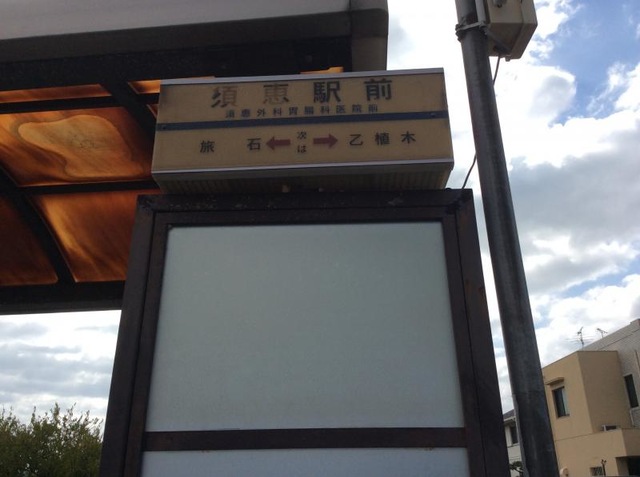 須恵駅前
須恵外科胃腸科医院前
旅石 ← 次は → 乙植木